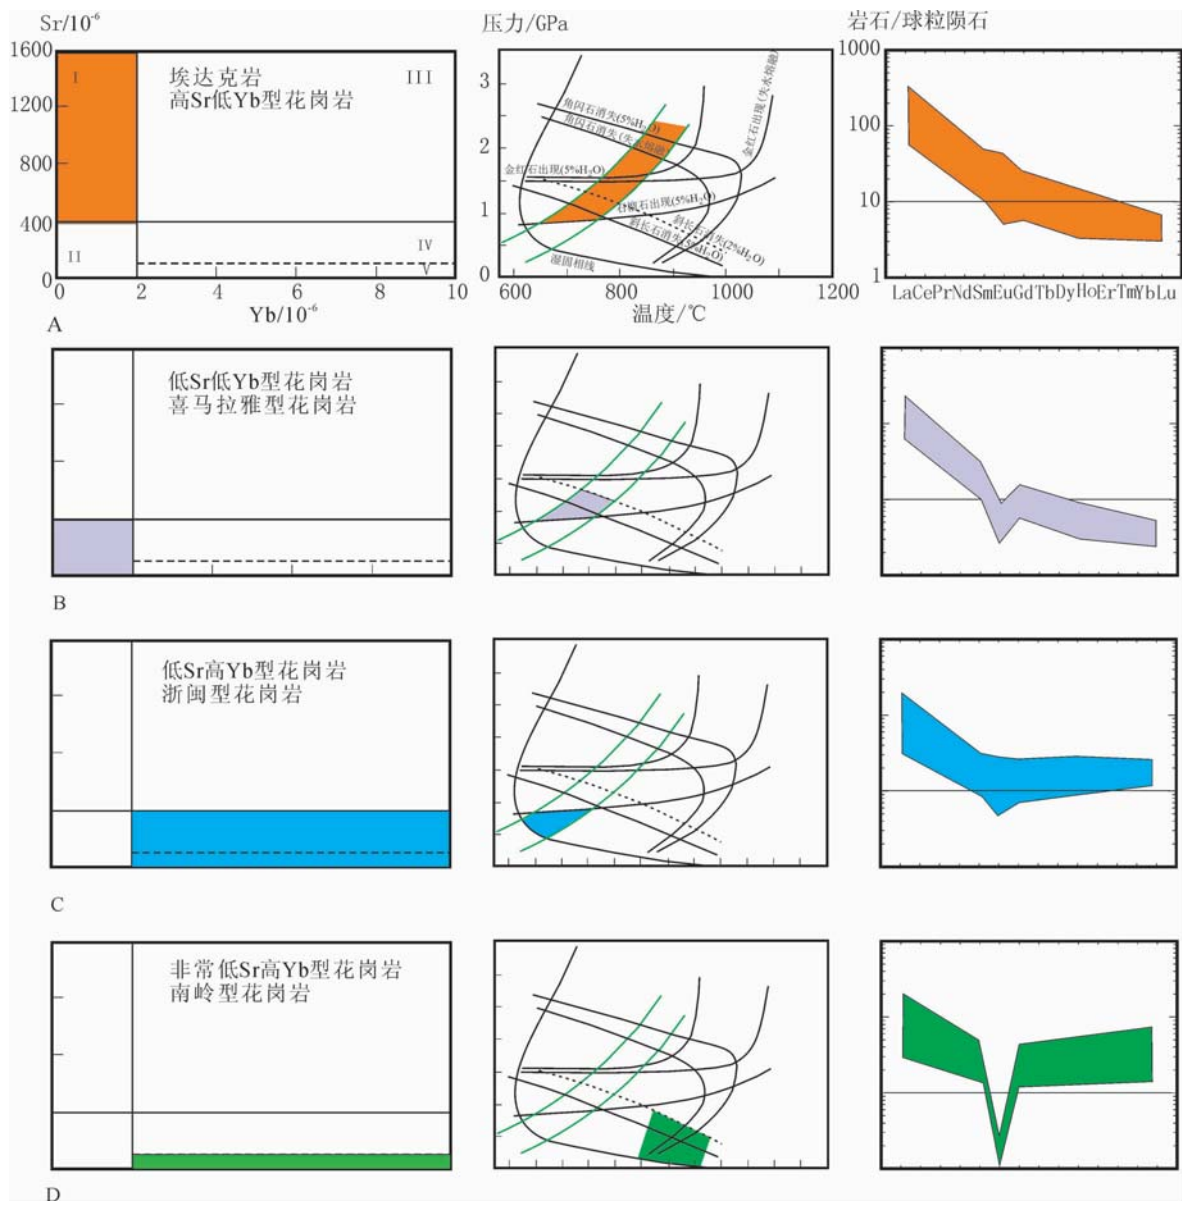 Sr/10⁻⁶
压力/GPa
岩石/球粒陨石
1600
1200
800
400
0
I
埃达克岩
III
高Sr低Yb型花岗岩
II
IV
V
0
2
4
6
8
10
Yb/10⁻⁶
A
3
2
1
0
角闪石消失(5%H₂O)
角闪石消失(失水熔融)
金红石出现(失水熔融)
金红石出现(5%H₂O)
石榴石出现(5%H₂O)
斜长石消失(2%H₂O)
斜长石消失(5%H₂O)
湿固相线
600
800
1000
1200
温度/℃
1000
100
10
1
LaCePrNdSmEuGdTbDyHoErTmYbLu
低Sr低Yb型花岗岩
喜马拉雅型花岗岩
B
低Sr高Yb型花岗岩
浙闽型花岗岩
C
非常低Sr高Yb型花岗岩
南岭型花岗岩
D